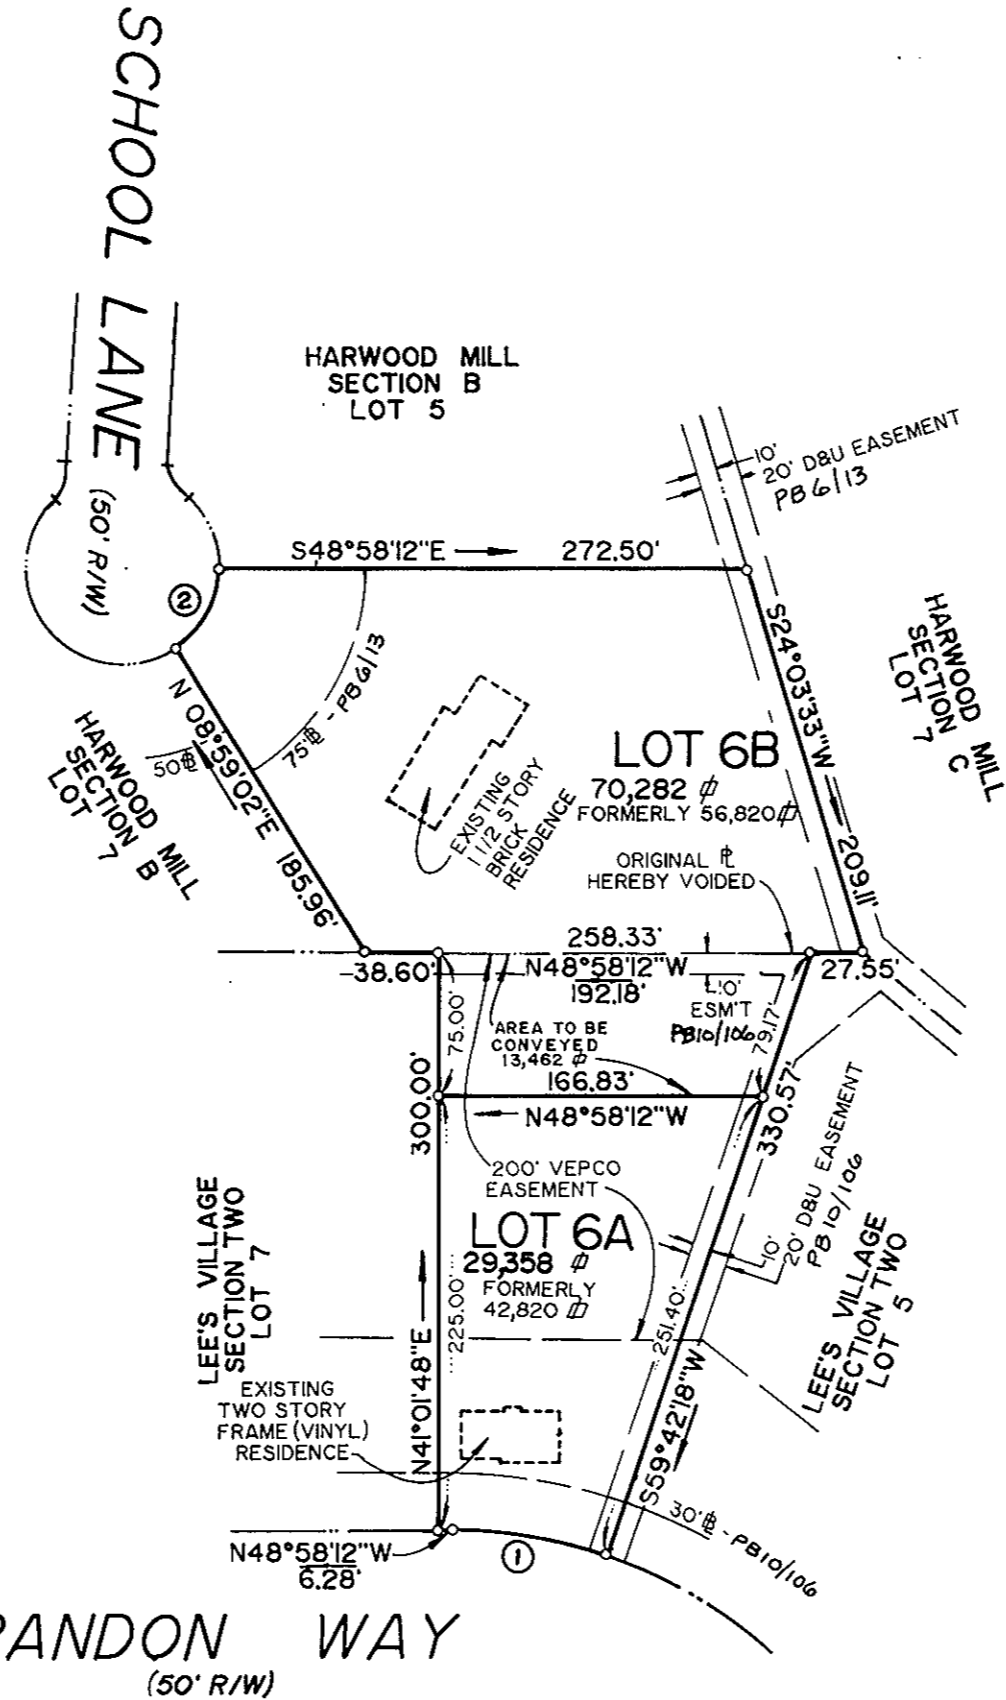 SCHOOL LANE
(50' R/W)
HARWOOD MILL
SECTION B
LOT 5
10'
20' D&U EASEMENT
PB6/13
S48°58'12"E
272.50'
2
HARWOOD MILL
SECTION C
LOT 7
S24°03'33"W
209.11'
75' BL - PB6/13
N 08°59'02"E 185.96'
50' BL
HARWOOD MILL
SECTION B
LOT 7
LOT 6B
70,282
FORMERLY 56,820
EXISTING
1 1/2 STORY
BRICK
RESIDENCE
ORIGINAL PL
HEREBY VOIDED
258.33'
38.60'
N48°58'12"W
192.18'
27.55'
10'
ESM'T
PB10/106
75.00'
79.17'
AREA TO BE
CONVEYED
13,462
166.83'
N48°58'12"W
300.00'
330.57'
200' VEPCO
EASEMENT
LOT 6A
29,358
FORMERLY
42,820
10'
20' D&U EASEMENT
PB10/106
LEE'S VILLAGE
SECTION TWO
LOT 7
LEE'S VILLAGE
SECTION TWO
LOT 5
N41°01'48"E
225.00'
251.40'
S59°42'18"W
EXISTING
TWO STORY
FRAME (VINYL)
RESIDENCE
30' BL - PB10/106
N48°58'12"W
6.28'
1
RANDON WAY
(50' R/W)